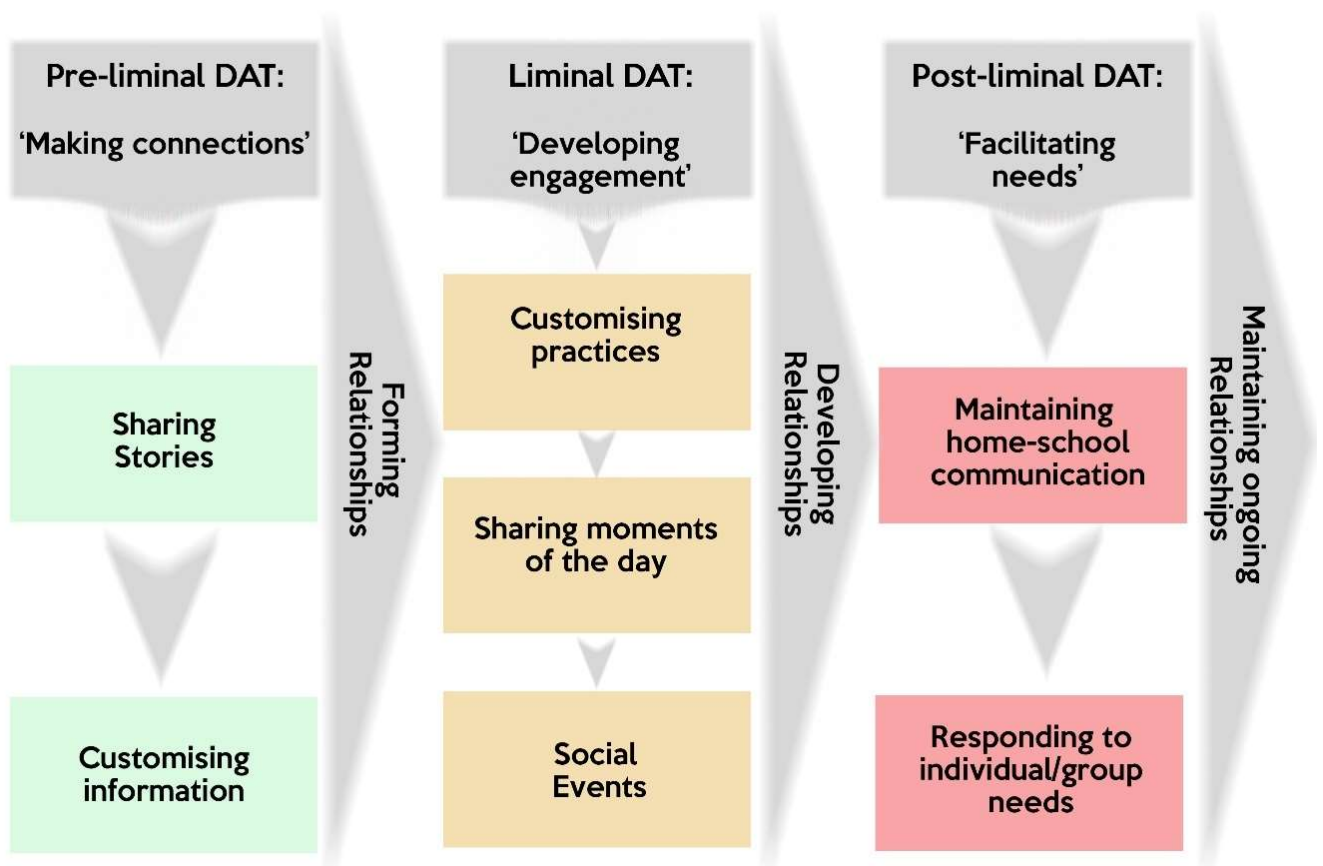 Pre-liminal DAT:
‘Making connections’
Sharing
Stories
Customising
information
Forming
Relationships
Liminal DAT:
‘Developing
engagement’
Customising
practices
Sharing moments
of the day
Social
Events
Developing
Relationships
Post-liminal DAT:
‘Facilitating
needs’
Maintaining
home-school
communication
Responding to
individual/group
needs
Maintaining ongoing
Relationships